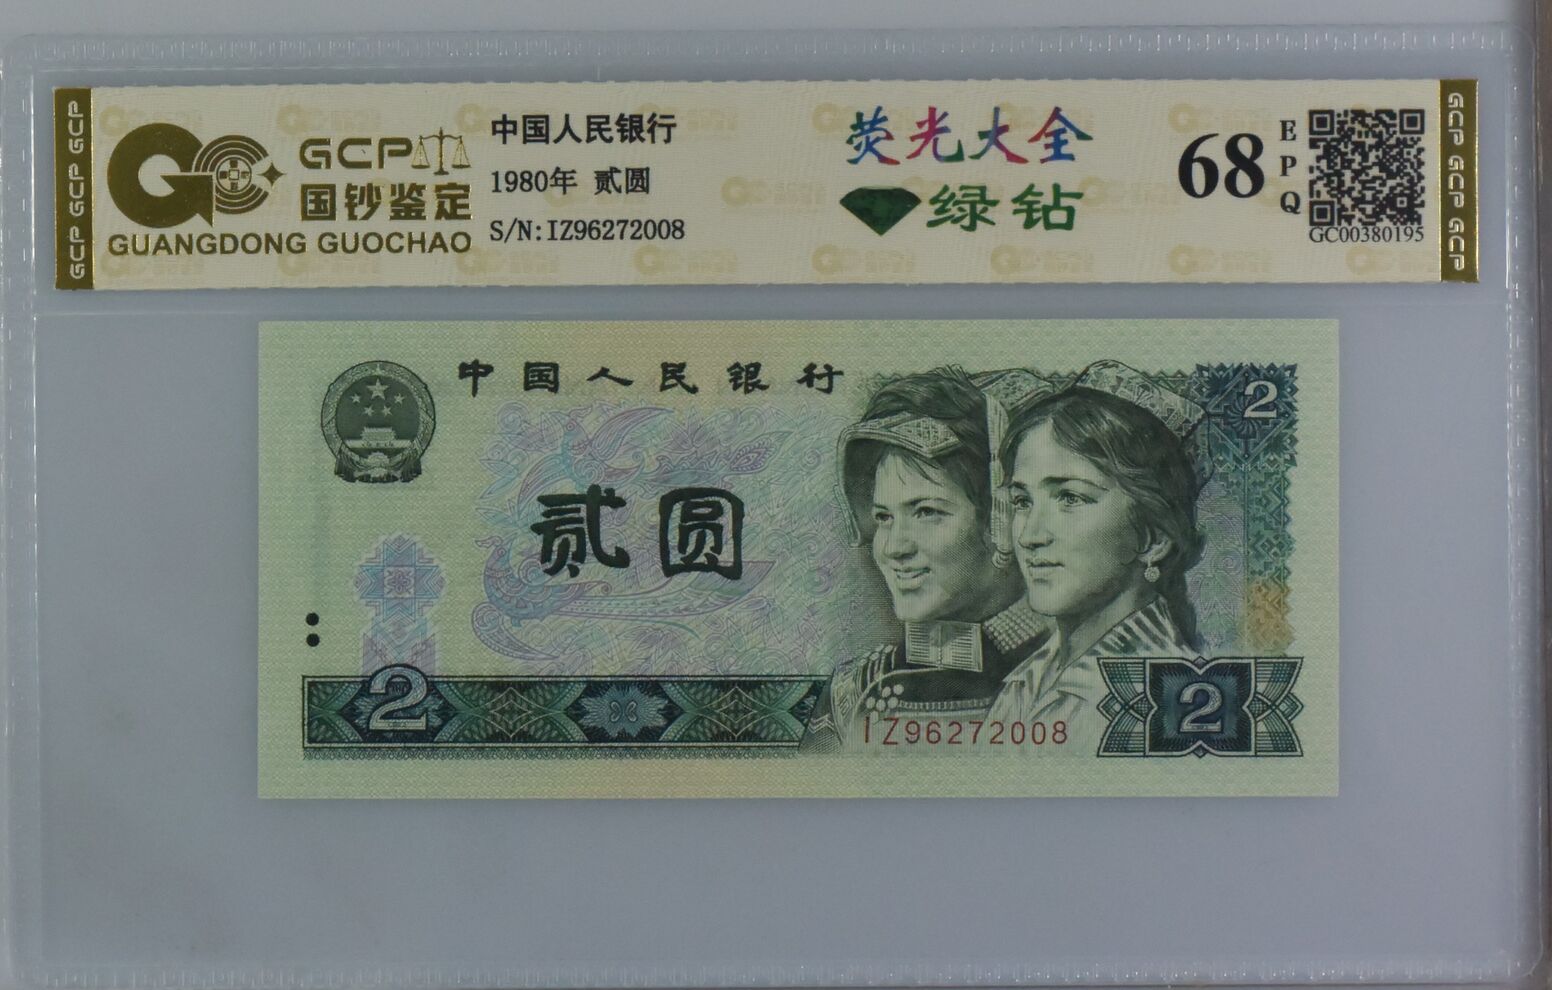 GCP GCP GCP
GCP
国钞鉴定
GUANGDONG GUOCHAO
中国人民银行
1980年 贰圆
S/N:IZ96272008
荧光大全
绿钻
68
EPQ
GC00380195
GCP GCP GCP
中国人民银行
2
贰圆
2
IZ96272008
2